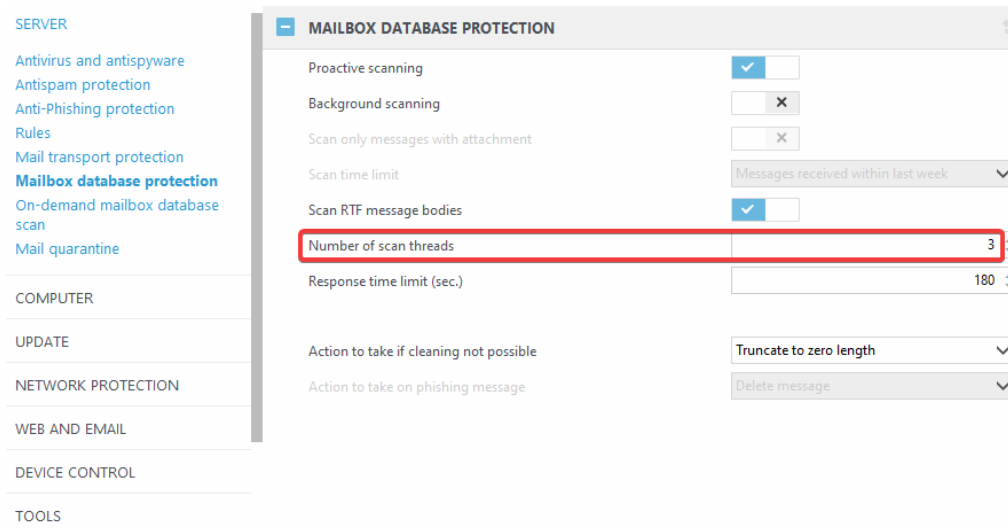 SERVER
Antivirus and antispyware
Antispam protection
Anti-Phishing protection
Rules
Mail transport protection
Mailbox database protection
On-demand mailbox database
scan
Mail quarantine
COMPUTER
UPDATE
NETWORK PROTECTION
WEB AND EMAIL
DEVICE CONTROL
TOOLS
MAILBOX DATABASE PROTECTION
Proactive scanning
Background scanning
Scan only messages with attachment
Scan time limit
Messages received within last week
Scan RTF message bodies
Number of scan threads
3
Response time limit (sec.)
180
Action to take if cleaning not possible
Truncate to zero length
Action to take on phishing message
Delete message